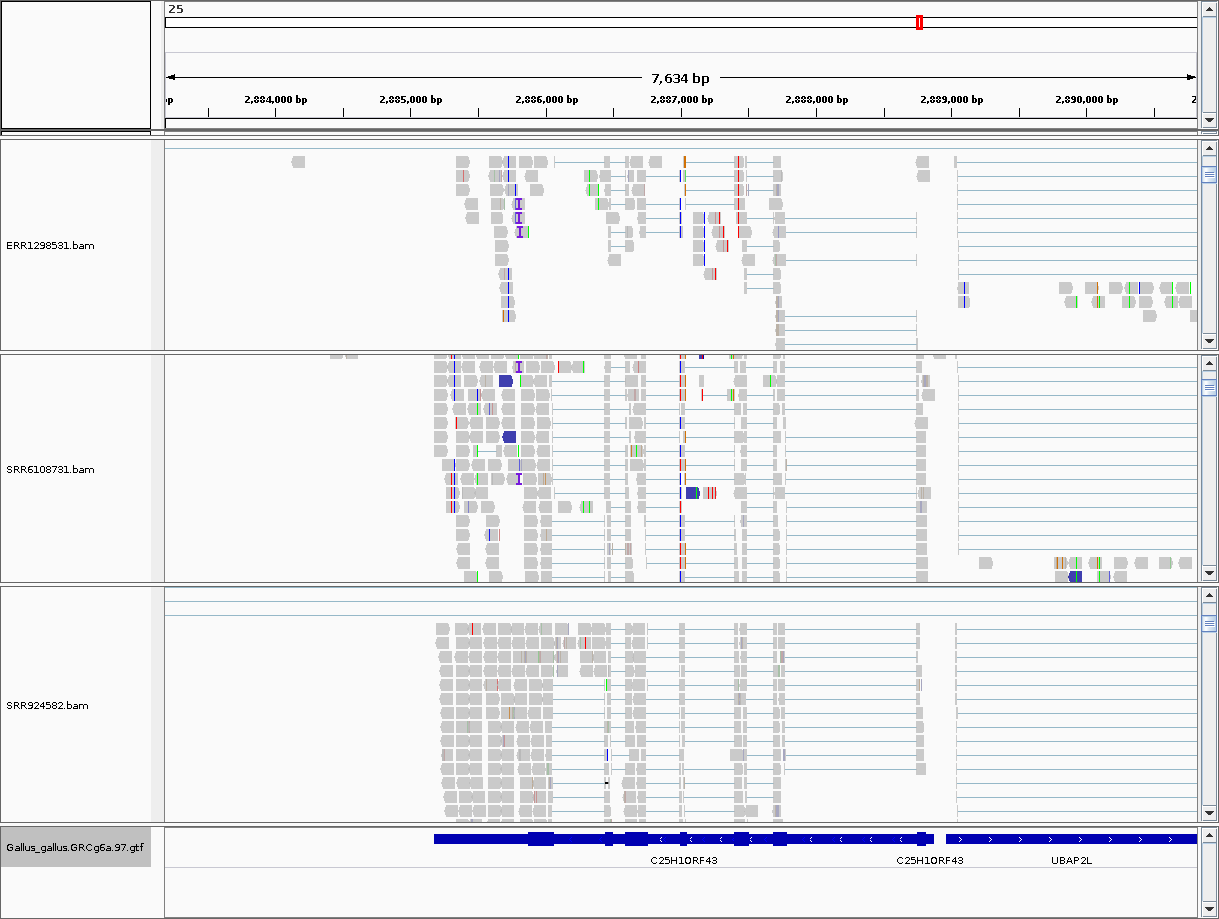 25
7,634 bp
p 2,884,000 bp 2,885,000 bp 2,886,000 bp 2,887,000 bp 2,888,000 bp 2,889,000 bp 2,890,000 bp 2
ERR1298531.bam
SRR6108731.bam
SRR924582.bam
Gallus_gallus.GRCg6a.97.gtf
C25H1ORF43 C25H1ORF43 UBAP2L